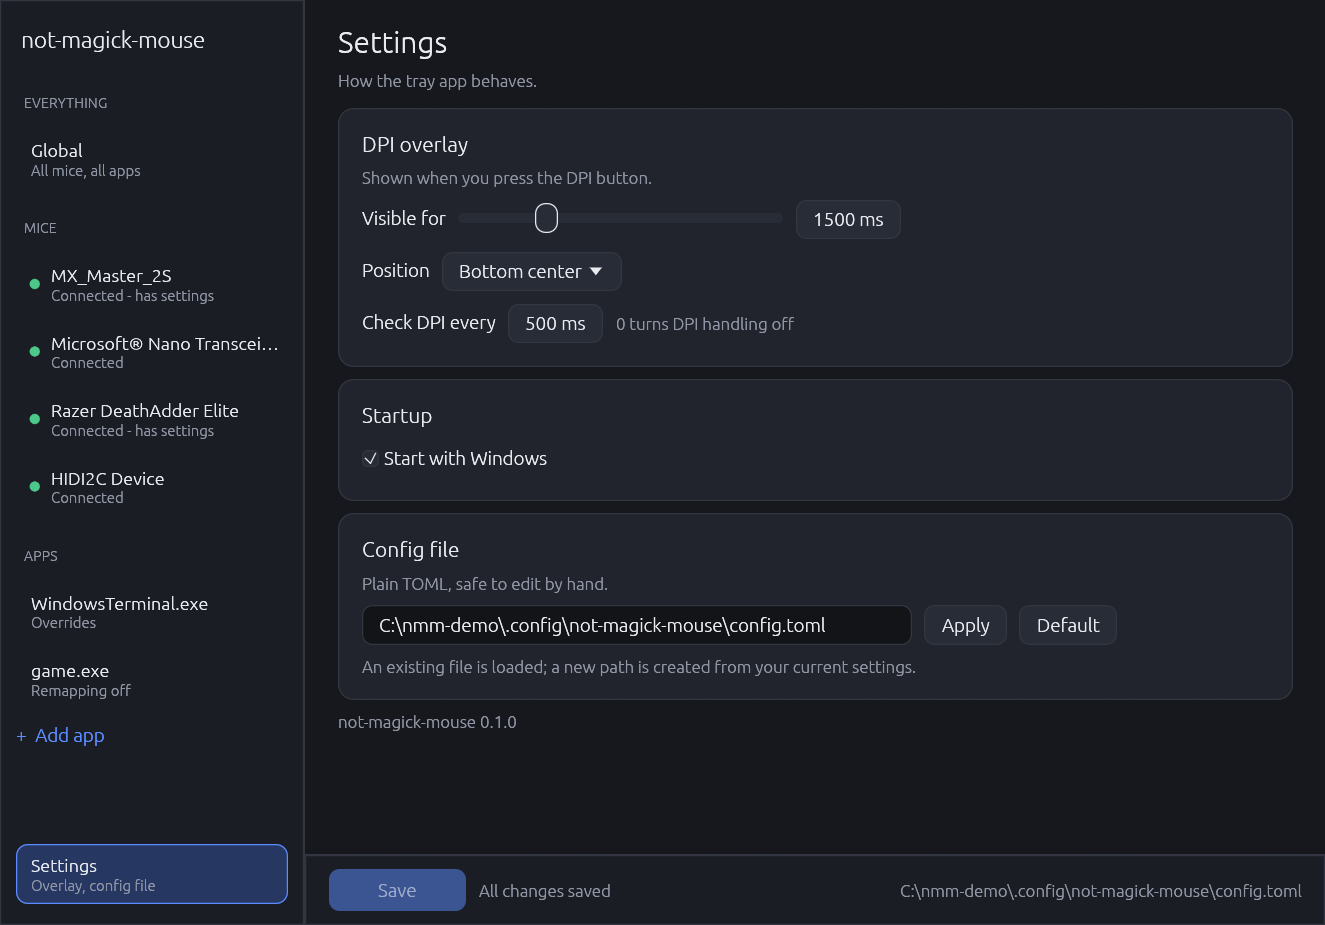 not-magick-mouse
EVERYTHING
Global
All mice, all apps
MICE
MX_Master_2S
Connected - has settings
Microsoft® Nano Transcei…
Connected
Razer DeathAdder Elite
Connected - has settings
HIDI2C Device
Connected
APPS
WindowsTerminal.exe
Overrides
game.exe
Remapping off
+ Add app
Settings
Overlay, config file
Settings
How the tray app behaves.
DPI overlay
Shown when you press the DPI button.
Visible for 1500 ms
Position Bottom center
Check DPI every 500 ms 0 turns DPI handling off
Startup
Start with Windows
Config file
Plain TOML, safe to edit by hand.
C:\nmm-demo\.config\not-magick-mouse\config.toml Apply Default
An existing file is loaded; a new path is created from your current settings.
not-magick-mouse 0.1.0
Save All changes saved C:\nmm-demo\.config\not-magick-mouse\config.toml